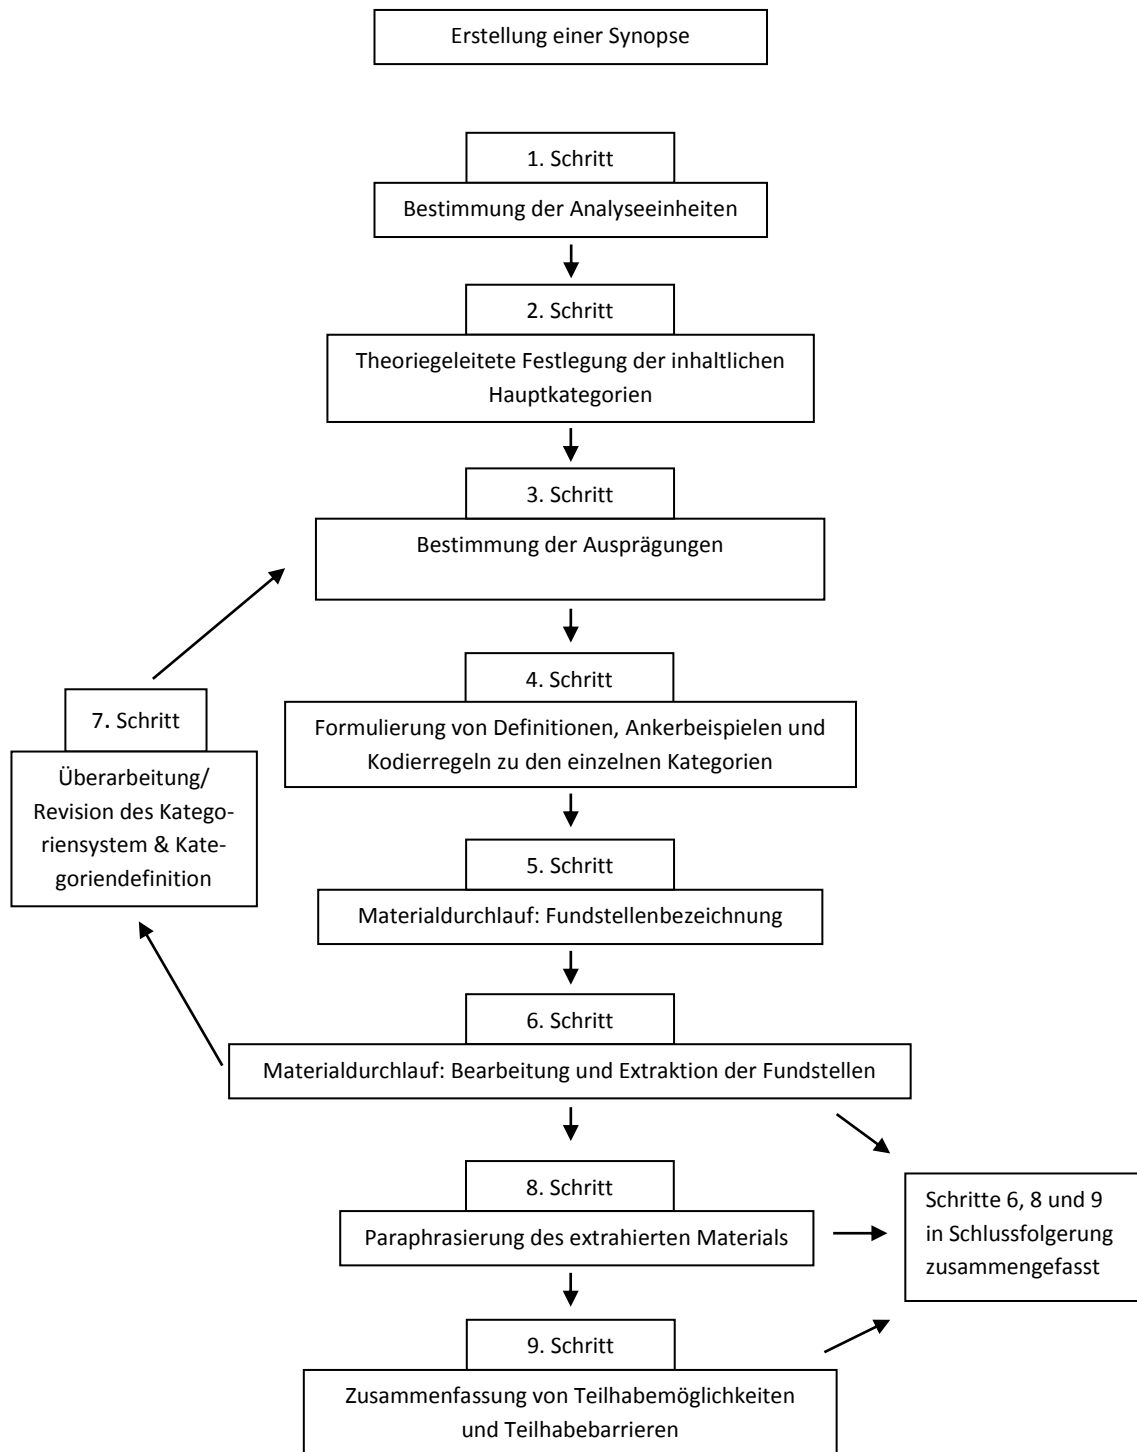 Erstellung einer Synopse
1. Schritt
Bestimmung der Analyseeinheiten
2. Schritt
Theoriegeleitete Festlegung der inhaltlichen
Hauptkategorien
3. Schritt
Bestimmung der Ausprägungen
4. Schritt
Formulierung von Definitionen, Ankerbeispielen und
Kodierregeln zu den einzelnen Kategorien
7. Schritt
Überarbeitung/
Revision des Katego-
riensystem & Kate-
goriendefinition
5. Schritt
Materialdurchlauf: Fundstellenbezeichnung
6. Schritt
Materialdurchlauf: Bearbeitung und Extraktion der Fundstellen
8. Schritt
Paraphrasierung des extrahierten Materials
Schritte 6, 8 und 9
in Schlussfolgerung
zusammengefasst
9. Schritt
Zusammenfassung von Teilhabemöglichkeiten
und Teilhabebarrieren